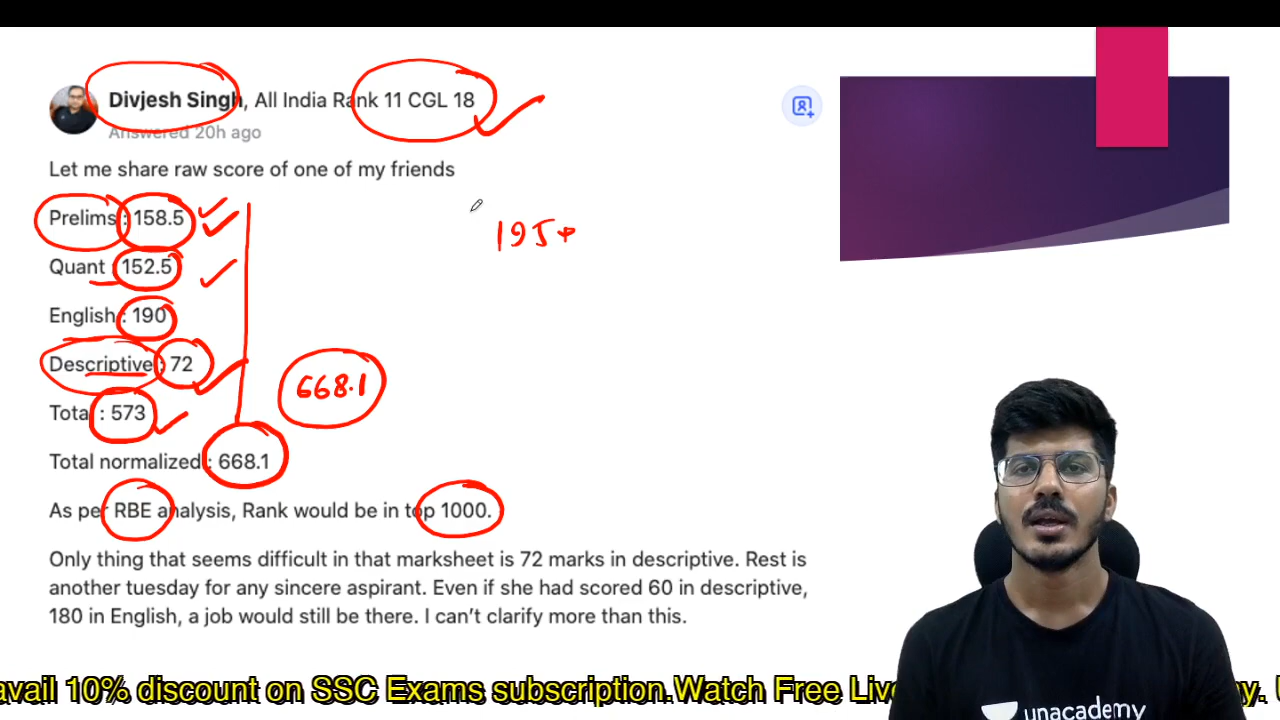 Divjesh Singh, All India Rank 11 CGL 18
Answered 20h ago
Let me share raw score of one of my friends
Prelims : 158.5
195+
Quant : 152.5
English : 190
Descriptive : 72
668.1
Total : 573
Total normalized : 668.1
As per RBE analysis, Rank would be in top 1000.
Only thing that seems difficult in that marksheet is 72 marks in descriptive. Rest is
another tuesday for any sincere aspirant. Even if she had scored 60 in descriptive,
180 in English, a job would still be there. I can't clarify more than this.
avail 10% discount on SSC Exams subscription.Watch Free Liv
unacademy